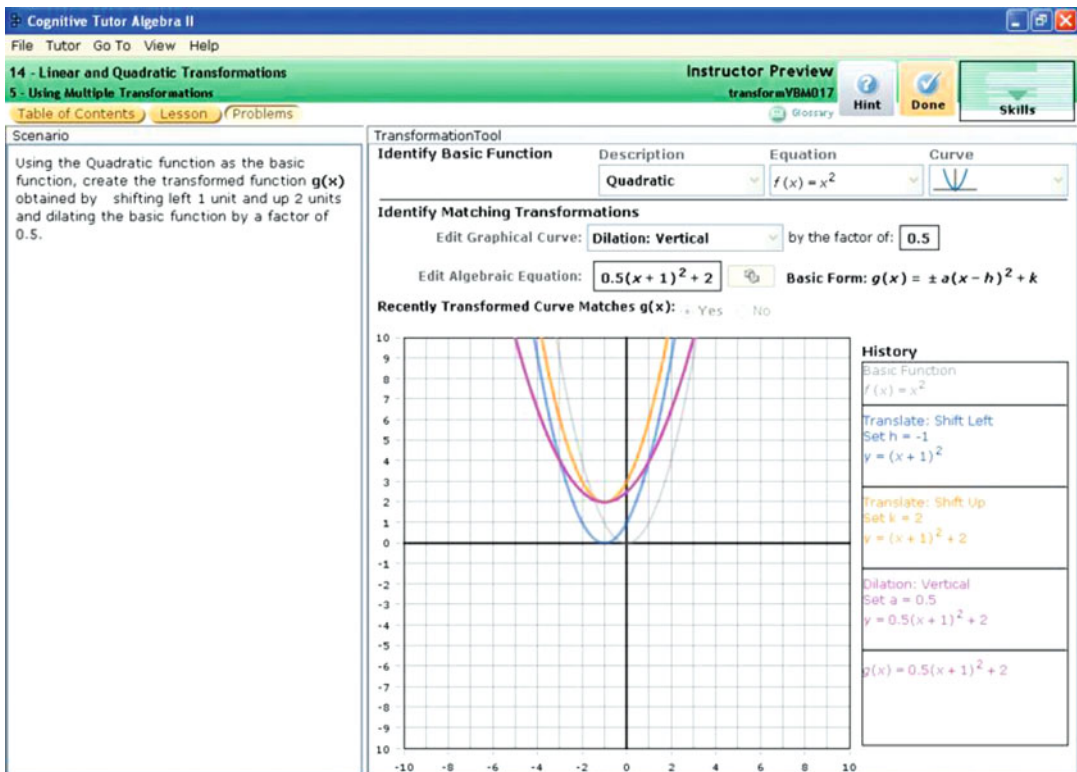 Cognitive Tutor Algebra II
File Tutor Go To View Help
14 - Linear and Quadratic Transformations
5 - Using Multiple Transformations
Instructor Preview
transformVBM017
Glossary
Hint
Done
Skills
Table of Contents Lesson Problems
Scenario
Using the Quadratic function as the basic
function, create the transformed function g(x)
obtained by shifting left 1 unit and up 2 units
and dilating the basic function by a factor of
0.5.
TransformationTool
Identify Basic Function Description Equation Curve
Quadratic f(x) = x²
Identify Matching Transformations
Edit Graphical Curve: Dilation: Vertical by the factor of: 0.5
Edit Algebraic Equation: 0.5(x + 1)² + 2 Basic Form: g(x) = ± a(x – h)² + k
Recently Transformed Curve Matches g(x): Yes No
10
9
8
7
6
5
4
3
2
1
0
-1
-2
-3
-4
-5
-6
-7
-8
-9
10
-10 -8 -6 -4 -2 0 2 4 6 8 10
History
Basic Function
f(x) = x²
Translate: Shift Left
Set h = -1
y = (x + 1)²
Translate: Shift Up
Set k = 2
y = (x + 1)² + 2
Dilation: Vertical
Set a = 0.5
y = 0.5(x + 1)² + 2
g(x) = 0.5(x + 1)² + 2